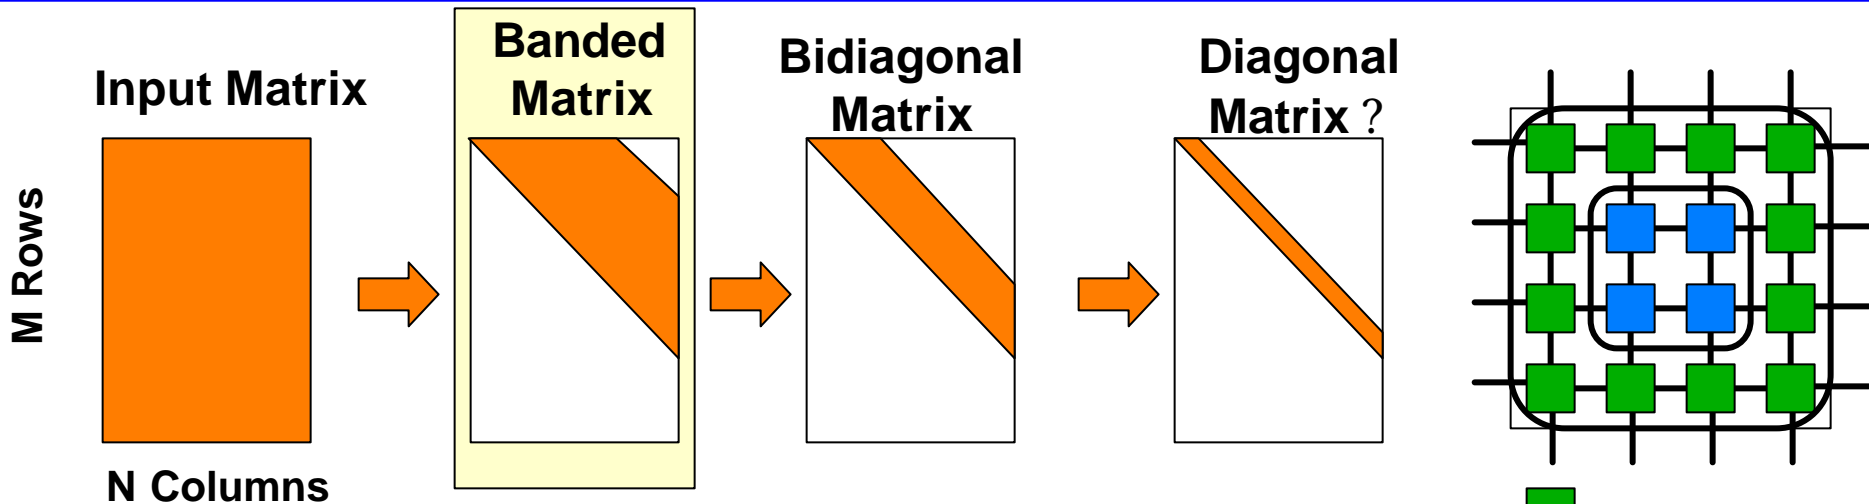 Input Matrix
M Rows
N Columns
Banded
Matrix
Bidiagonal
Matrix
Diagonal
Matrix ?